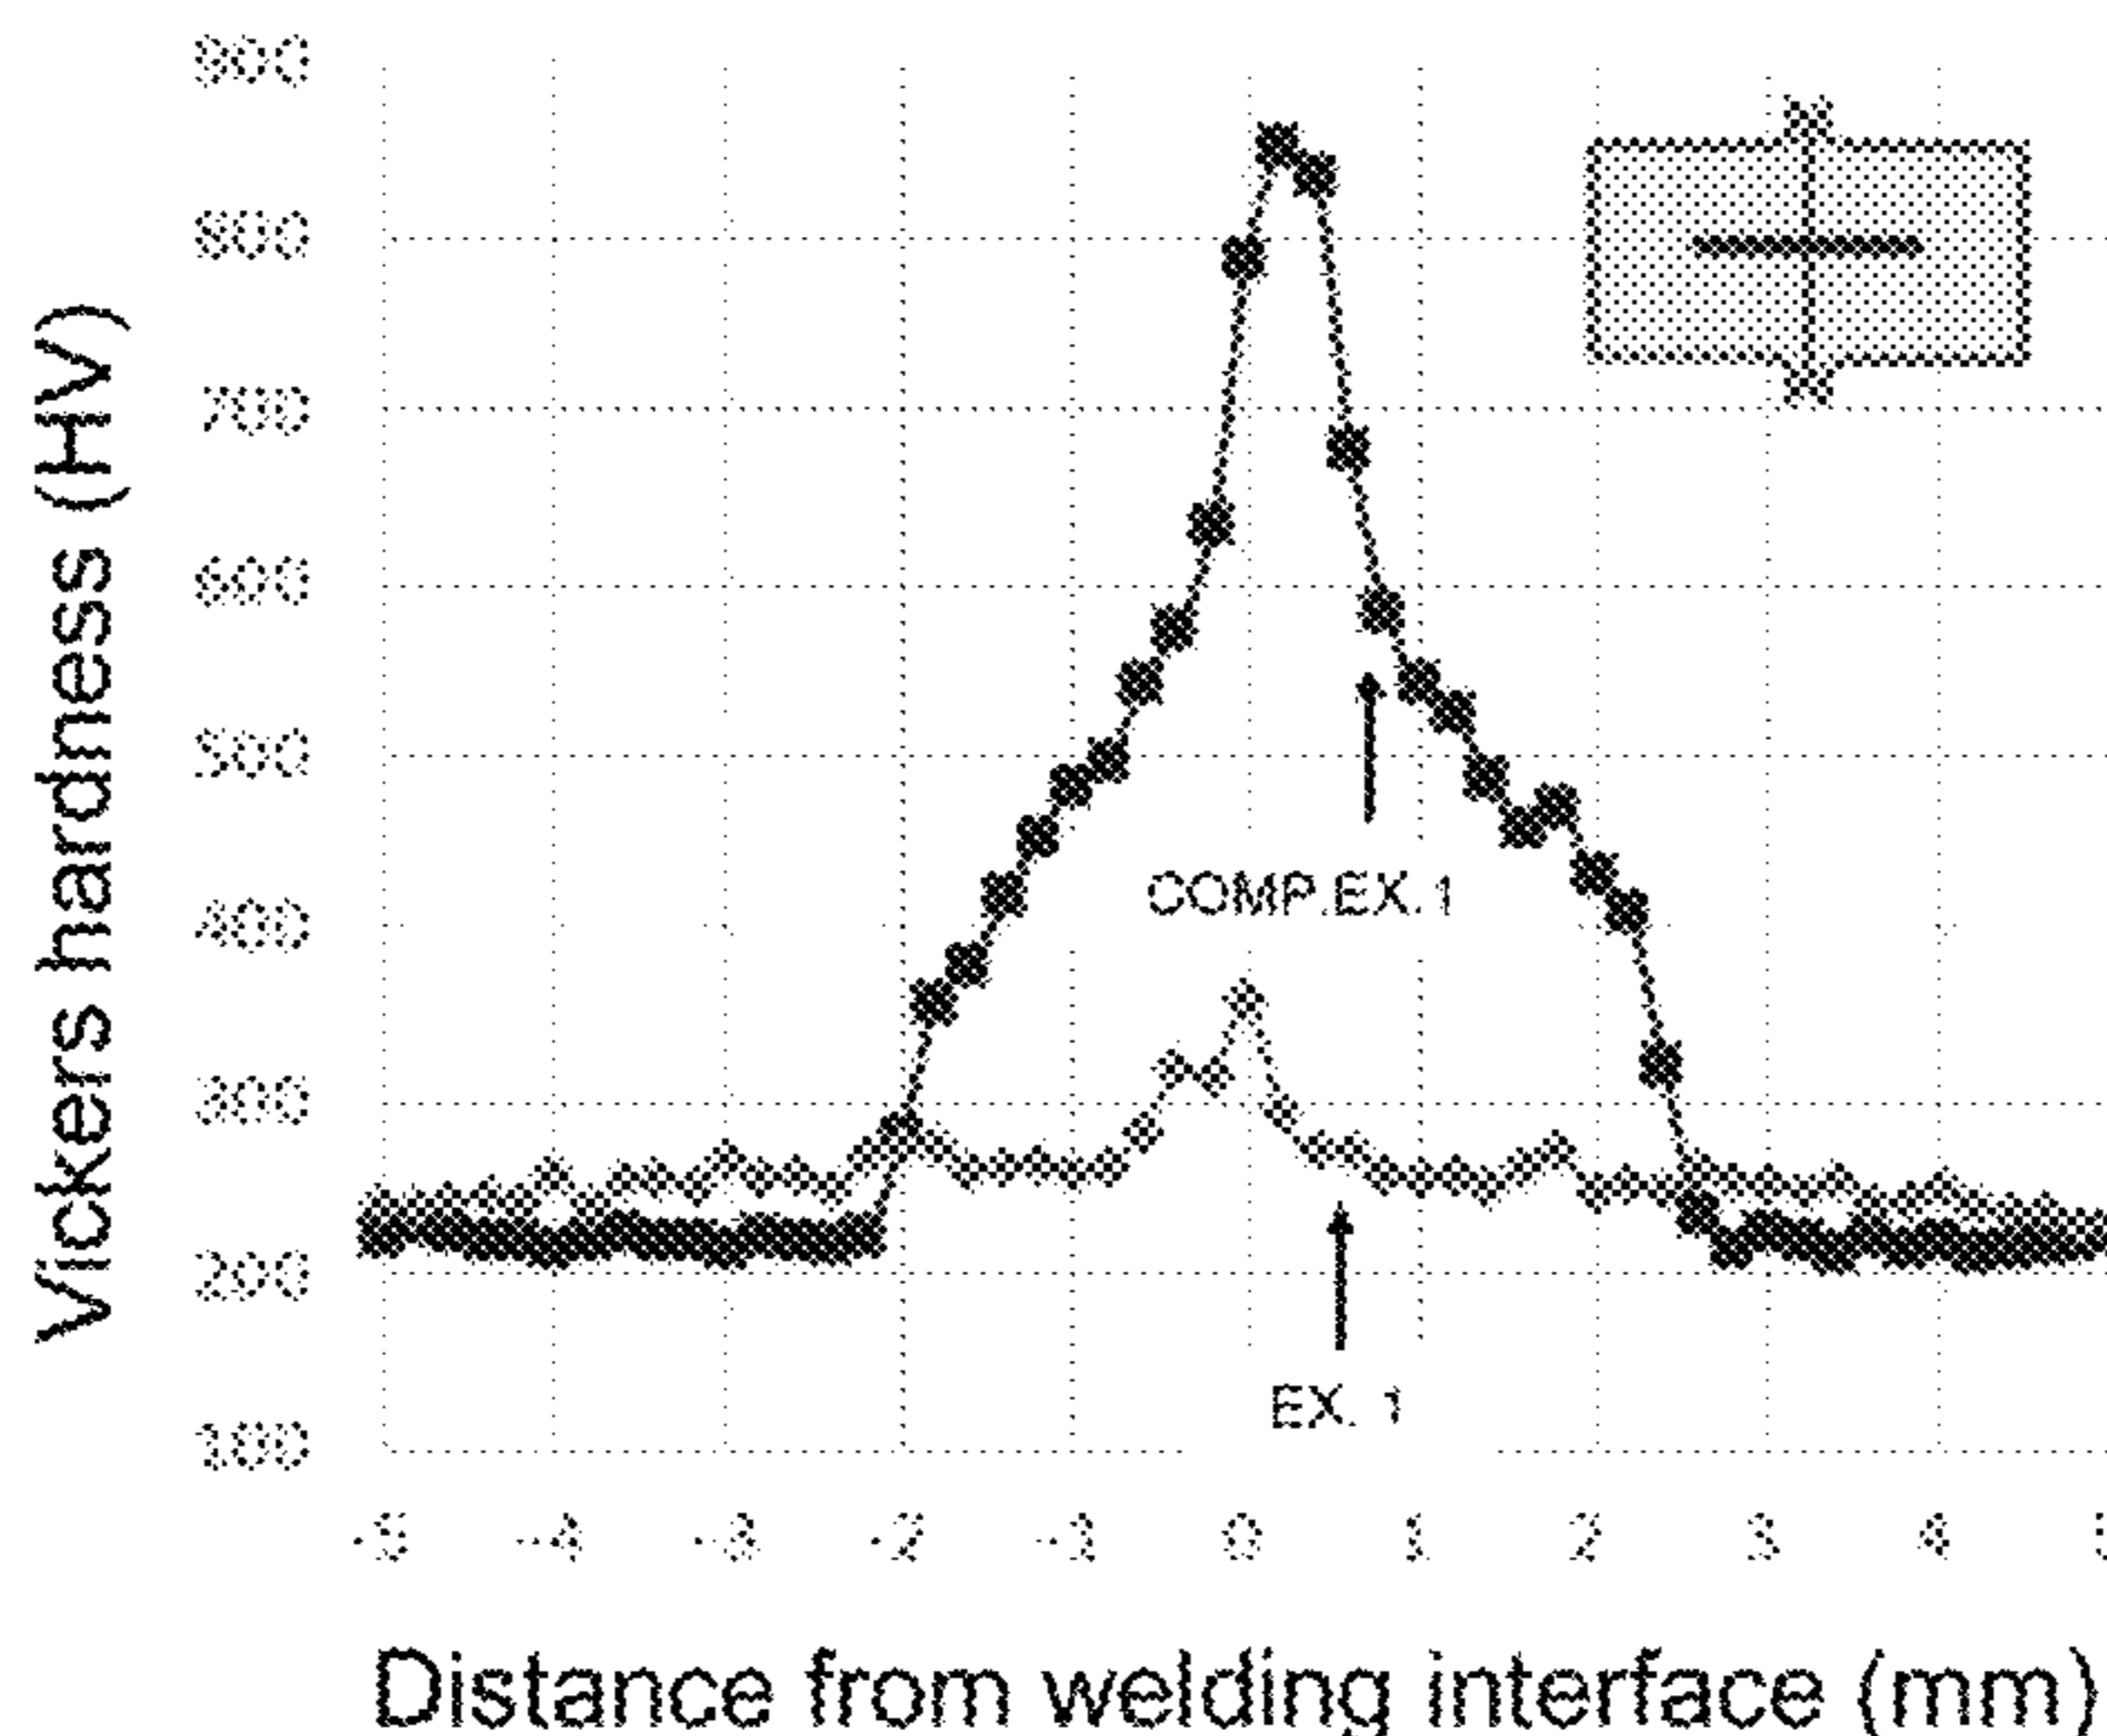 Vickers hardness (HV)
900
800
700
600
500
400
300
200
100
COMP.EX. 1
EX. 1
-5 -4 -3 -2 -1 0 1 2 3 4
Distance from welding interface (mm)